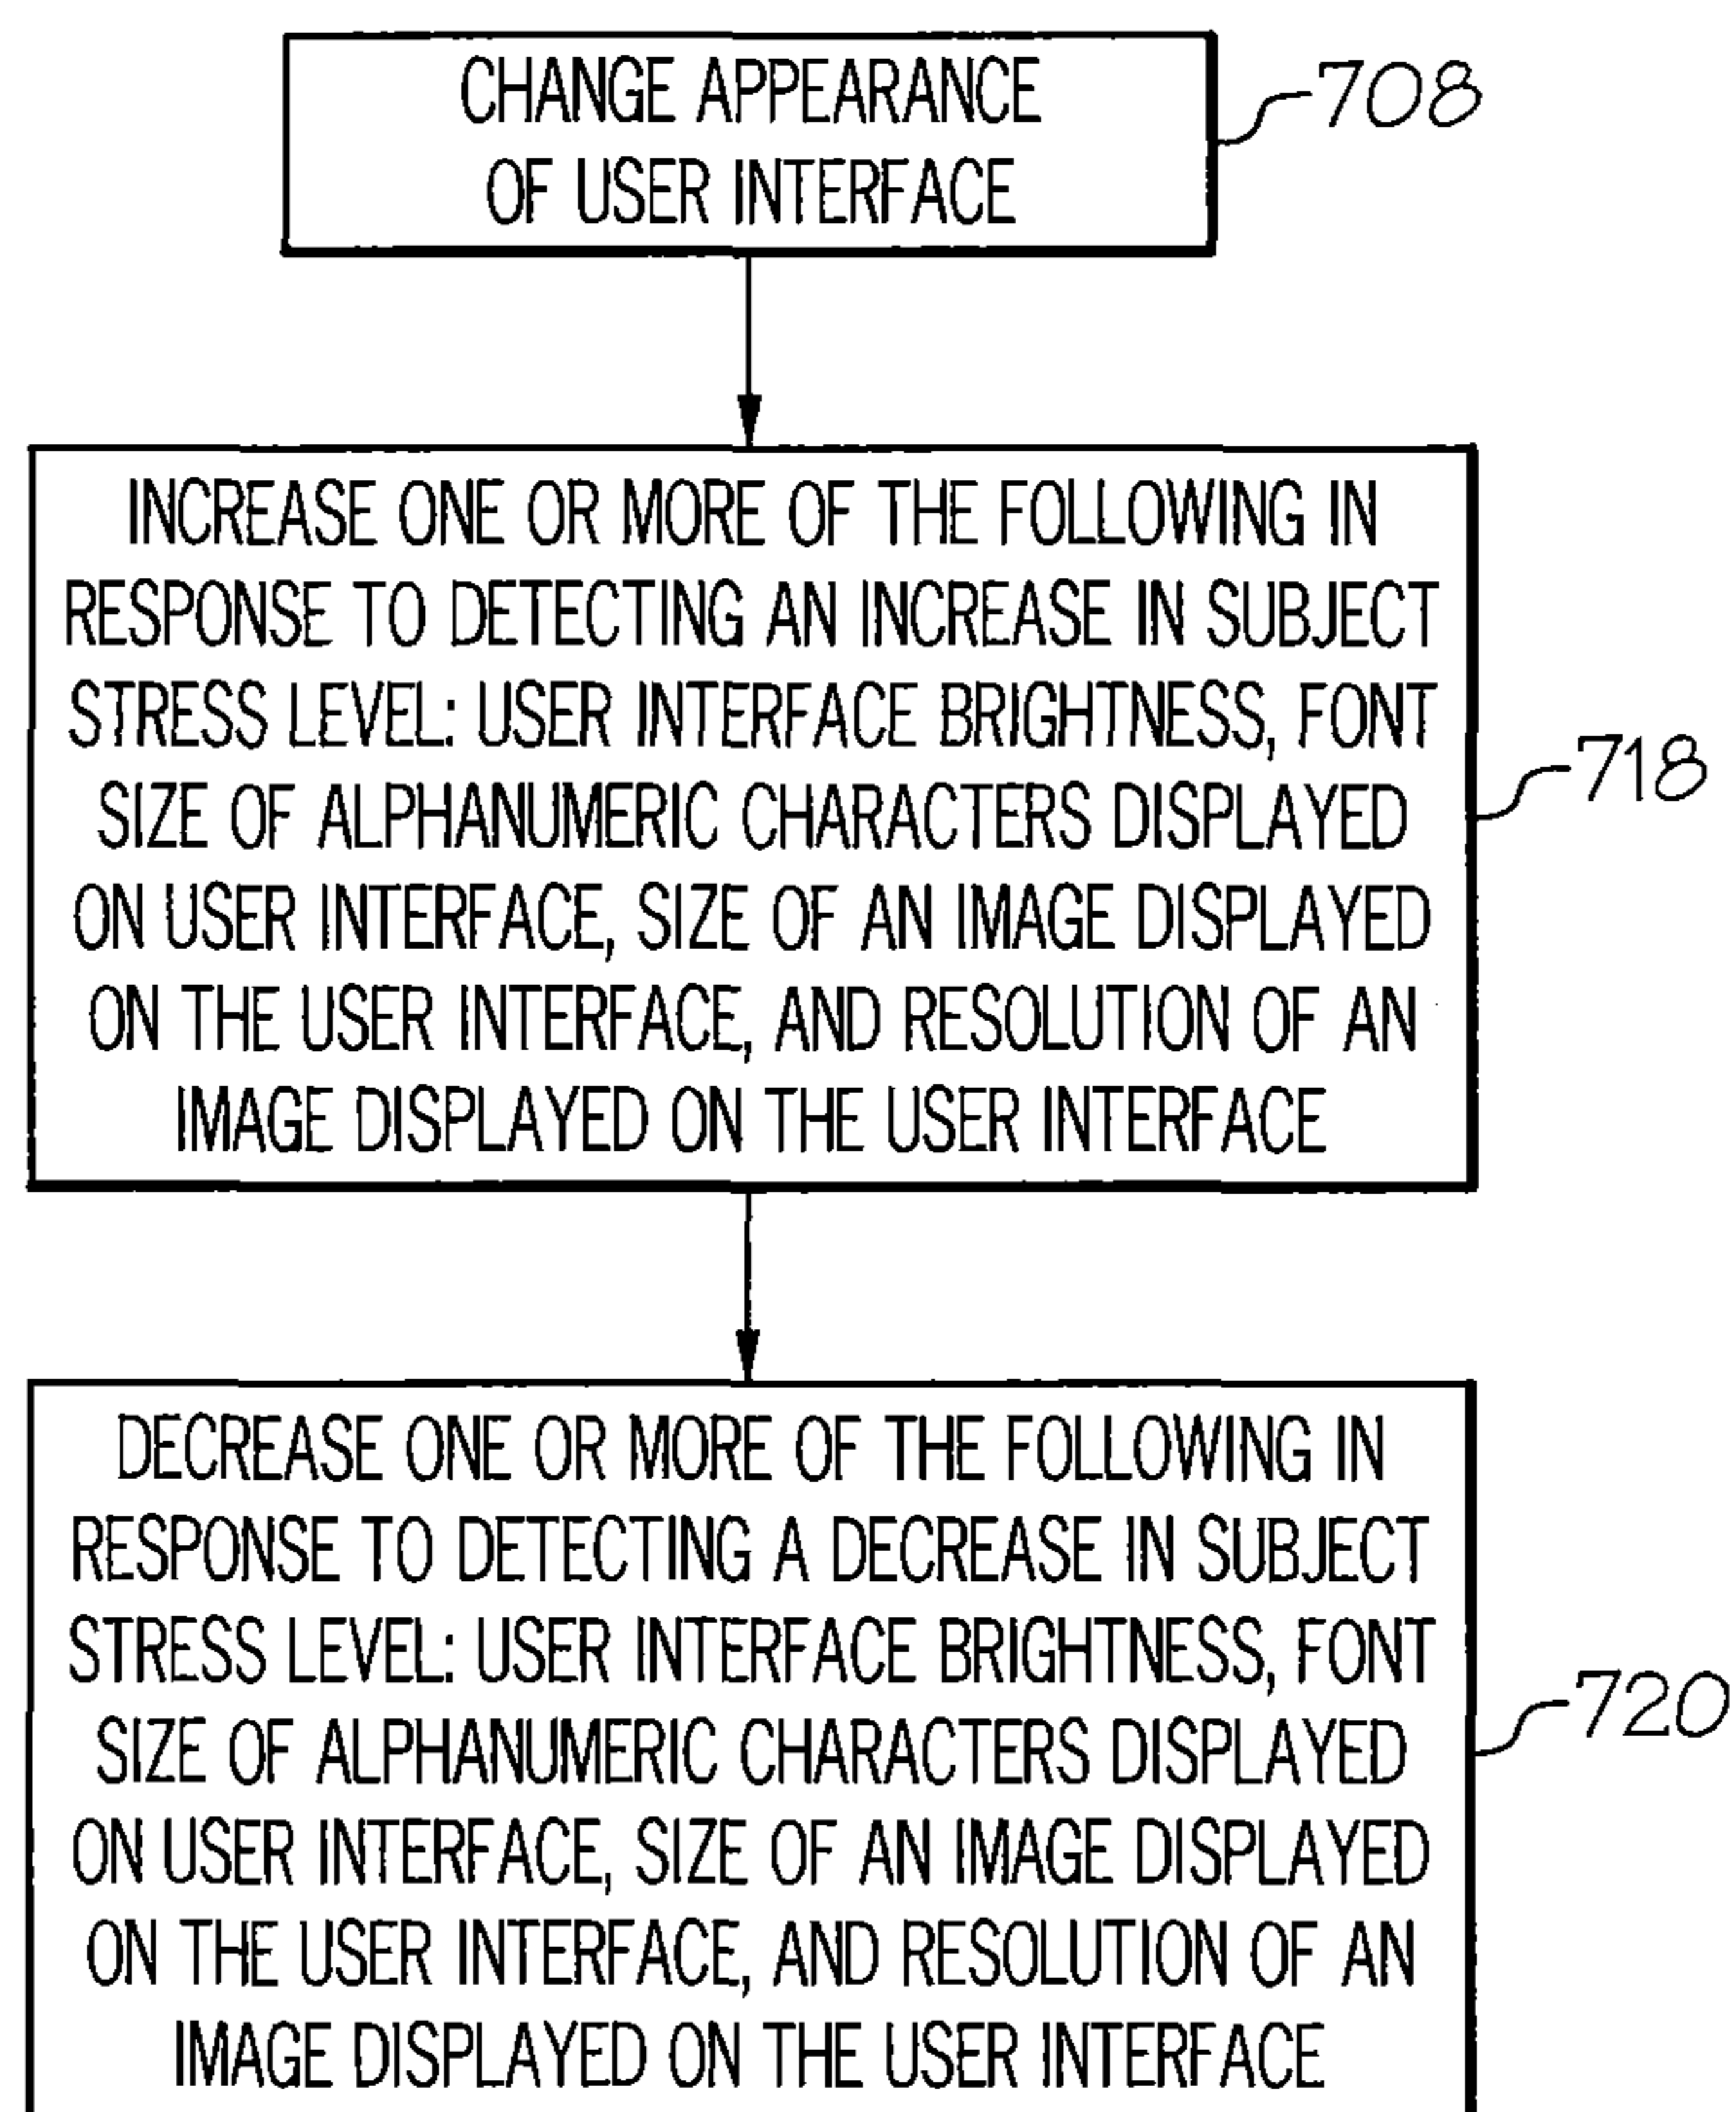 CHANGE APPEARANCE
OF USER INTERFACE
708
INCREASE ONE OR MORE OF THE FOLLOWING IN
RESPONSE TO DETECTING AN INCREASE IN SUBJECT
STRESS LEVEL: USER INTERFACE BRIGHTNESS, FONT
SIZE OF ALPHANUMERIC CHARACTERS DISPLAYED
ON USER INTERFACE, SIZE OF AN IMAGE DISPLAYED
ON THE USER INTERFACE, AND RESOLUTION OF AN
IMAGE DISPLAYED ON THE USER INTERFACE
718
DECREASE ONE OR MORE OF THE FOLLOWING IN
RESPONSE TO DETECTING A DECREASE IN SUBJECT
STRESS LEVEL: USER INTERFACE BRIGHTNESS, FONT
SIZE OF ALPHANUMERIC CHARACTERS DISPLAYED
ON USER INTERFACE, SIZE OF AN IMAGE DISPLAYED
ON THE USER INTERFACE, AND RESOLUTION OF AN
IMAGE DISPLAYED ON THE USER INTERFACE
720